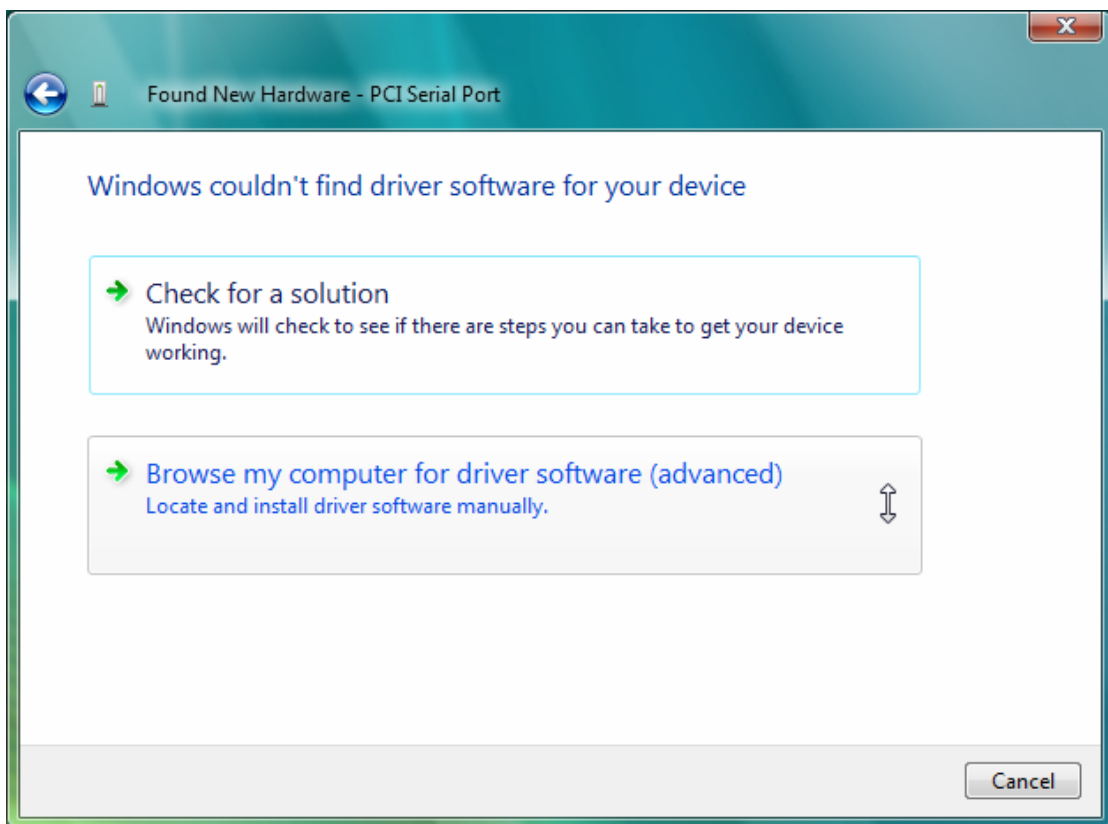 Found New Hardware - PCI Serial Port
Windows couldn't find driver software for your device
Check for a solution
Windows will check to see if there are steps you can take to get your device
working.
Browse my computer for driver software (advanced)
Locate and install driver software manually.
Cancel